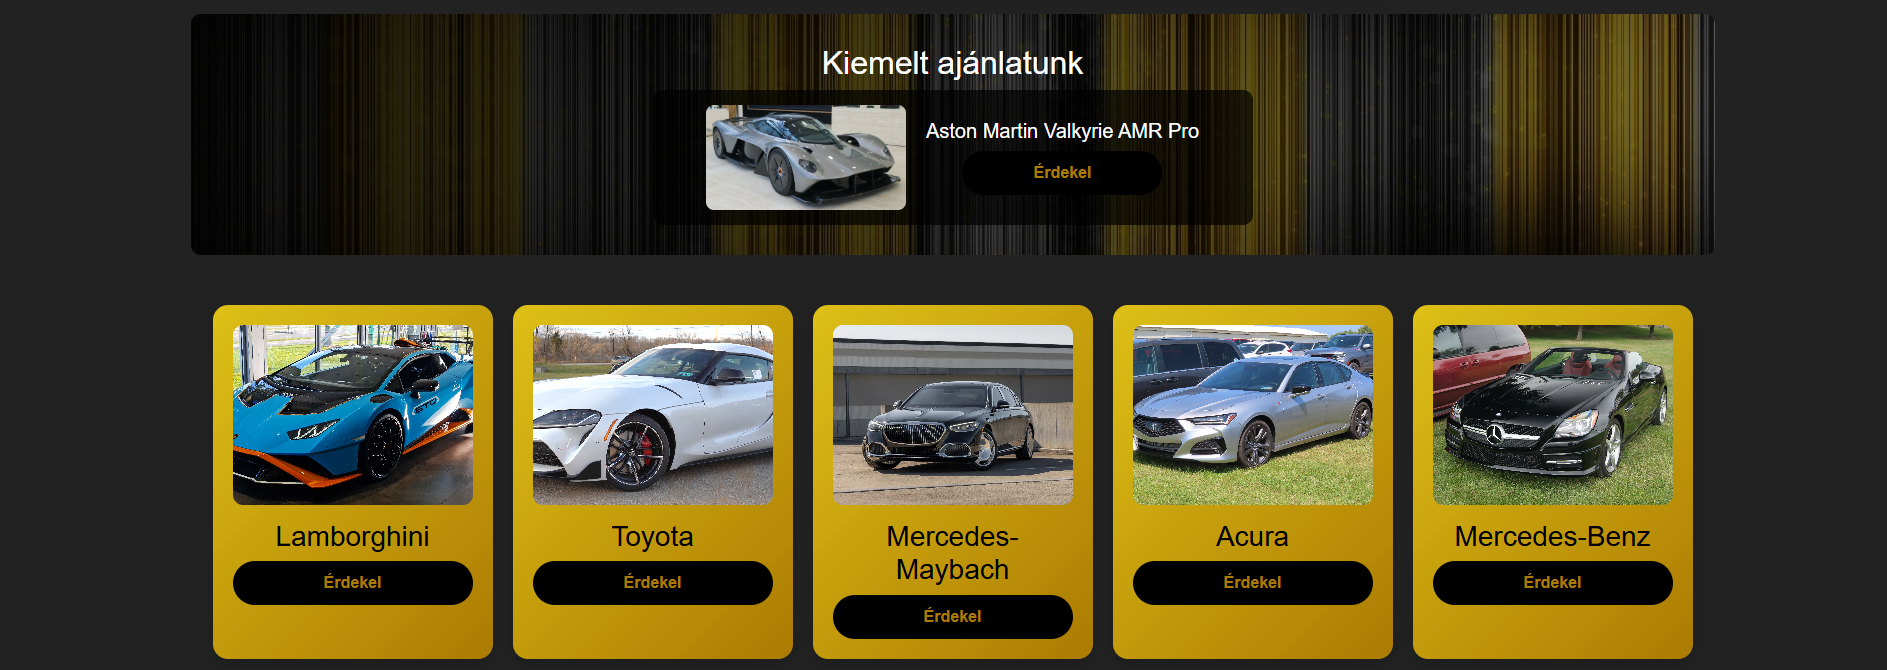 Kiemelt ajánlatunk
Aston Martin Valkyrie AMR Pro
Érdekel
Lamborghini
Érdekel
Toyota
Érdekel
Mercedes-
Maybach
Érdekel
Acura
Érdekel
Mercedes-Benz
Érdekel